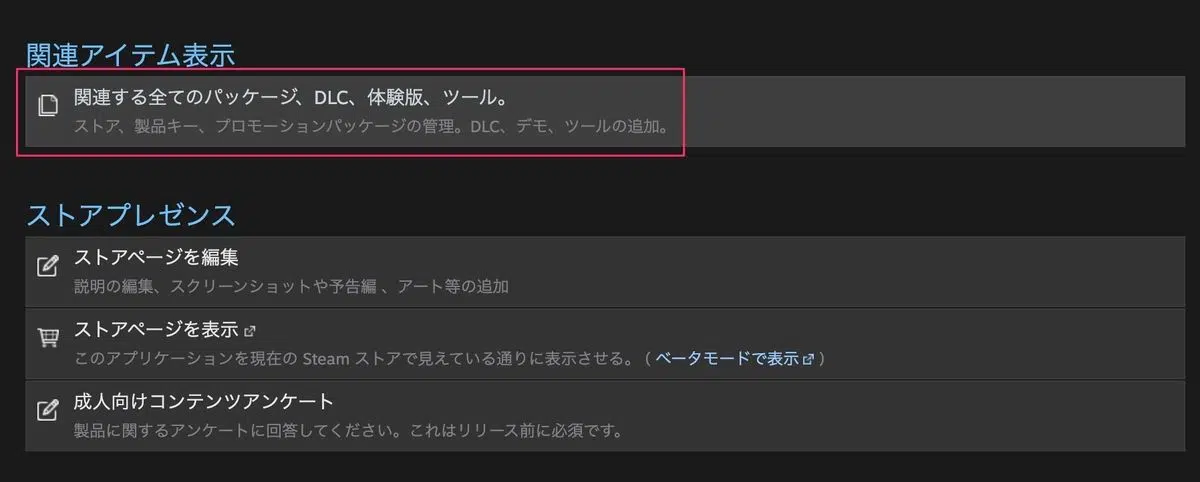 関連アイテム表示
関連する全てのパッケージ、DLC、体験版、ツール。
ストア、製品キー、プロモーションパッケージの管理。DLC、デモ、ツールの追加。
ストアプレゼンス
ストアページを編集
説明の編集、スクリーンショットや予告編 、アート等の追加
ストアページを表示
このアプリケーションを現在の Steam ストアで見えている通りに表示させる。 ( ベータモードで表示 )
成人向けコンテンツアンケート
製品に関するアンケートに回答してください。これはリリース前に必須です。